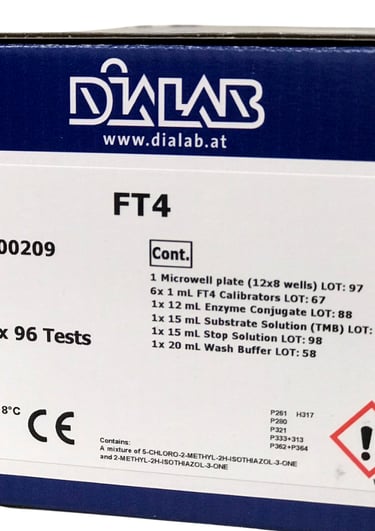 DIALAB
www.dialab.at
FT4
00209
Cont.
1 Microwell plate (12x8 wells) LOT: 97
6x 1 mL FT4 Calibrators LOT: 67
1x 12 mL Enzyme Conjugate LOT: 88
1x 15 mL Substrate Solution (TMB) LOT:
1x 15 mL Stop Solution LOT: 98
1x 20 mL Wash Buffer LOT: 58
x 96 Tests
8°C
CE
P261 H317
P280
P321
P333+313
P362+P364
Contains:
A mixture of 5-CHLORO-2-METHYL-2H-ISOTHIAZOL-3-ONE
and 2-METHYL-2H-ISOTHIAZOL-3-ONE